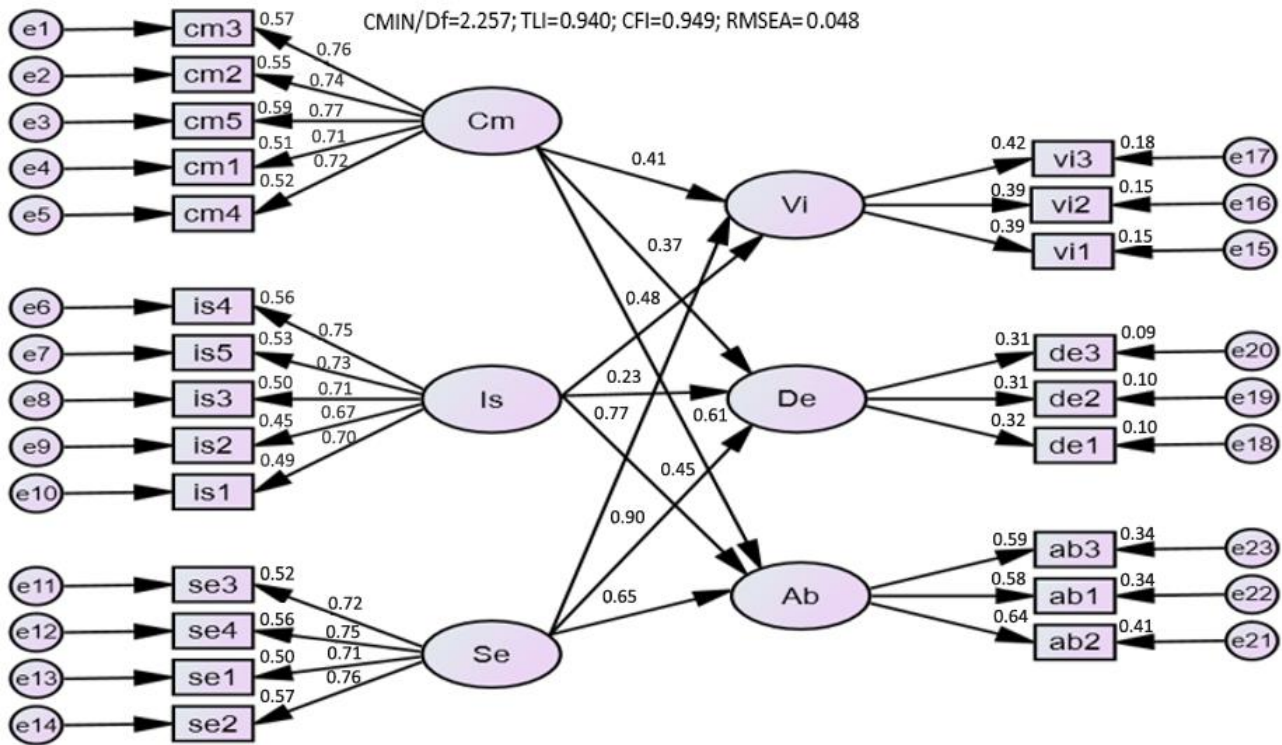 CMIN/Df=2.257; TLI=0.940; CFI=0.949; RMSEA= 0.048
e1
cm3
0.57
0.76
e2
cm2
0.55
0.74
e3
cm5
0.59
0.77
e4
cm1
0.51
0.71
e5
cm4
0.52
0.72
Cm
e6
is4
0.56
0.75
e7
is5
0.53
0.73
e8
is3
0.50
0.71
e9
is2
0.45
0.67
e10
is1
0.49
0.70
Is
e11
se3
0.52
0.72
e12
se4
0.56
0.75
e13
se1
0.50
0.71
e14
se2
0.57
0.76
Se
0.41
0.37
0.48
0.23
0.77
0.61
0.45
0.90
0.65
Vi
0.42
vi3
0.18
e17
0.39
vi2
0.15
e16
0.39
vi1
0.15
e15
De
0.31
de3
0.09
e20
0.31
de2
0.10
e19
0.32
de1
0.10
e18
Ab
0.59
ab3
0.34
e23
0.58
ab1
0.34
e22
0.64
ab2
0.41
e21